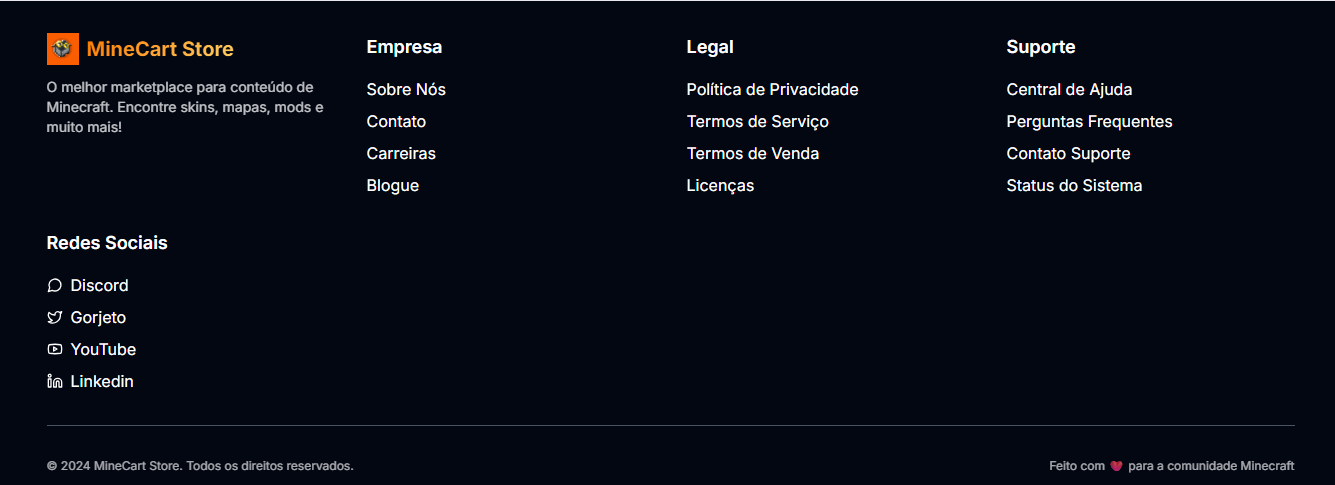 MineCart Store
O melhor marketplace para conteúdo de
Minecraft. Encontre skins, mapas, mods e
muito mais!
Empresa
Sobre Nós
Contato
Carreiras
Blogue
Legal
Política de Privacidade
Termos de Serviço
Termos de Venda
Licenças
Suporte
Central de Ajuda
Perguntas Frequentes
Contato Suporte
Status do Sistema
Redes Sociais
Discord
Gorjeto
YouTube
Linkedin
© 2024 MineCart Store. Todos os direitos reservados.
Feito com ❤️ para a comunidade Minecraft